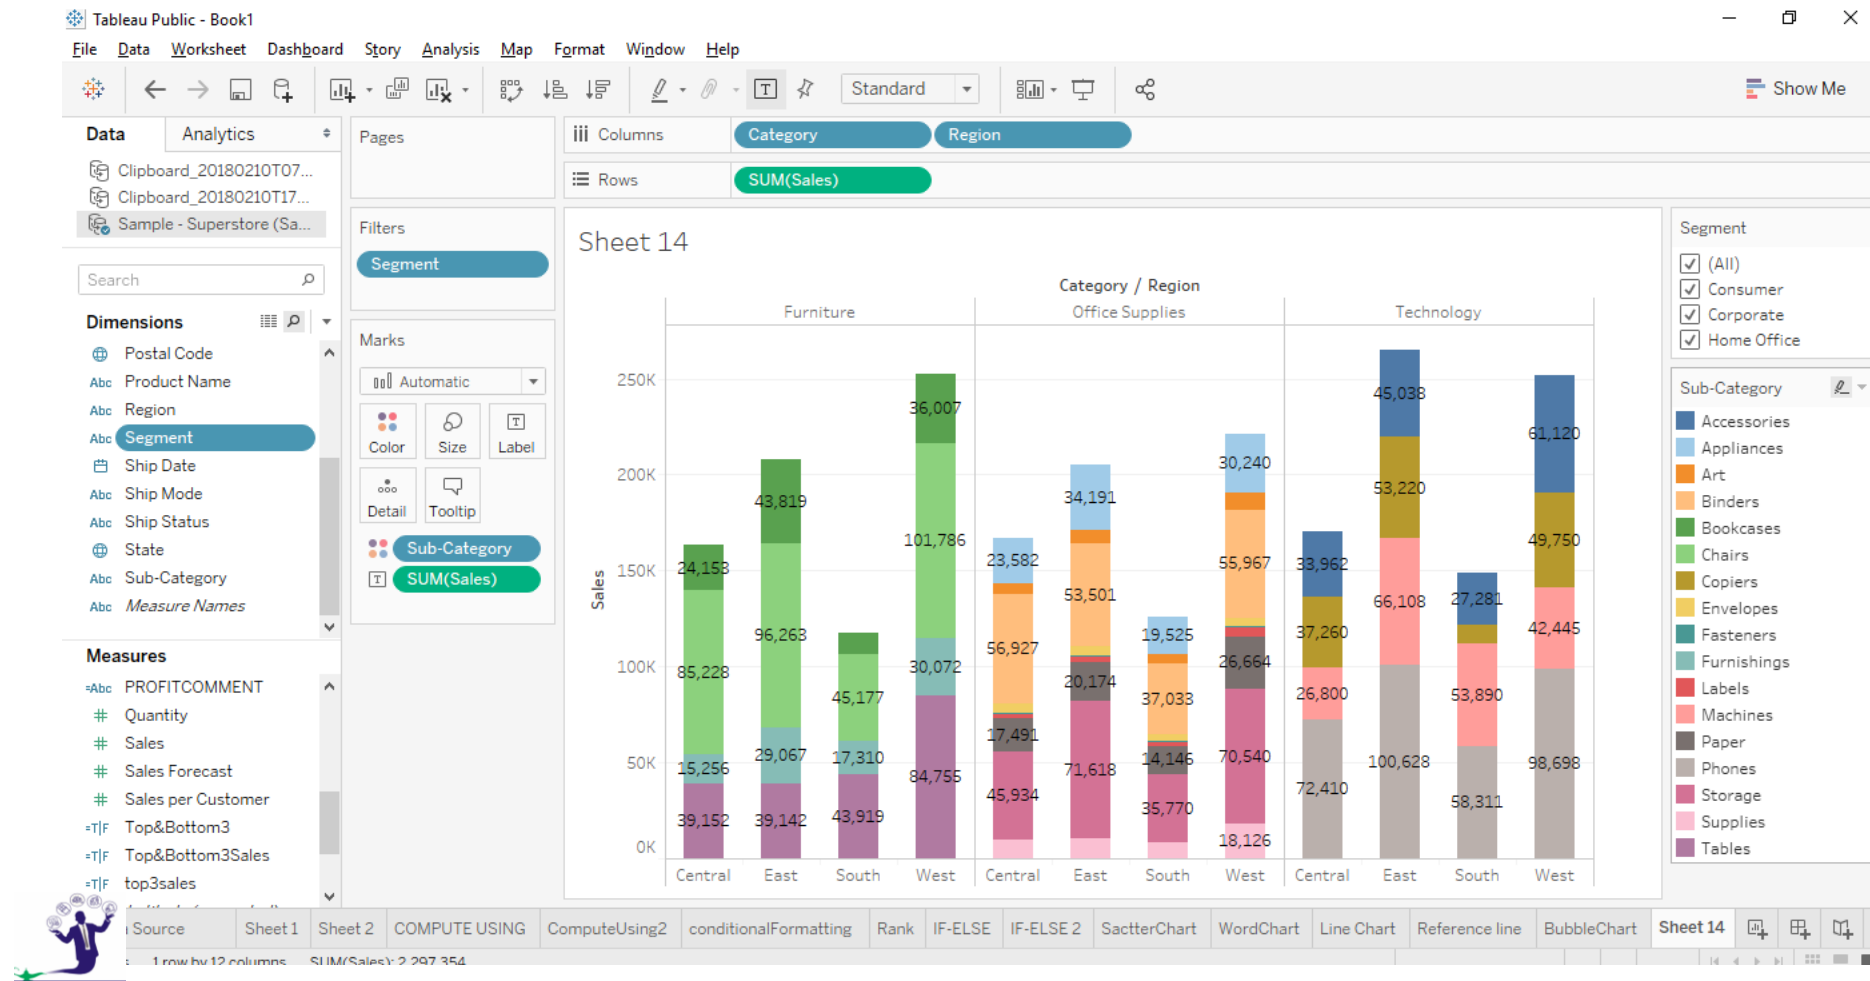 Tableau Public - Book1
File Data Worksheet Dashboard Story Analysis Map Format Window Help
Standard
Show Me
Data Analytics
Clipboard_20180210T07...
Clipboard_20180210T17...
Sample - Superstore (Sa...
Search
Dimensions
Postal Code
Abc Product Name
Abc Region
Abc Segment
Ship Date
Abc Ship Mode
Abc Ship Status
State
Abc Sub-Category
Abc Measure Names
Measures
=Abc PROFITCOMMENT
# Quantity
# Sales
# Sales Forecast
# Sales per Customer
=T|F Top&Bottom3
=T|F Top&Bottom3Sales
=T|F top3sales
Pages
Filters
Segment
Marks
Automatic
Color Size Label
Detail Tooltip
Sub-Category
SUM(Sales)
Columns Category Region
Rows SUM(Sales)
Sheet 14
Category / Region
Furniture Office Supplies Technology
Sales
250K
200K
150K
100K
50K
0K
24,153
85,228
15,256
39,152
43,819
96,263
29,067
39,142
45,177
17,310
43,919
36,007
101,786
30,072
84,755
23,582
56,927
17,491
45,934
34,191
53,501
20,174
71,618
19,525
37,033
14,146
35,770
30,240
55,967
26,664
70,540
18,126
33,962
37,260
26,800
72,410
45,038
53,220
66,108
100,628
27,281
53,890
58,311
61,120
49,750
42,445
98,698
Central East South West Central East South West Central East South West
Segment
(All)
Consumer
Corporate
Home Office
Sub-Category
Accessories
Appliances
Art
Binders
Bookcases
Chairs
Copiers
Envelopes
Fasteners
Furnishings
Labels
Machines
Paper
Phones
Storage
Supplies
Tables
Source Sheet 1 Sheet 2 COMPUTE USING ComputeUsing2 conditionalFormatting Rank IF-ELSE IF-ELSE 2 SactterChart WordChart Line Chart Reference line BubbleChart Sheet 14
1 row by 12 columns SUM(Sales): 2,297,354